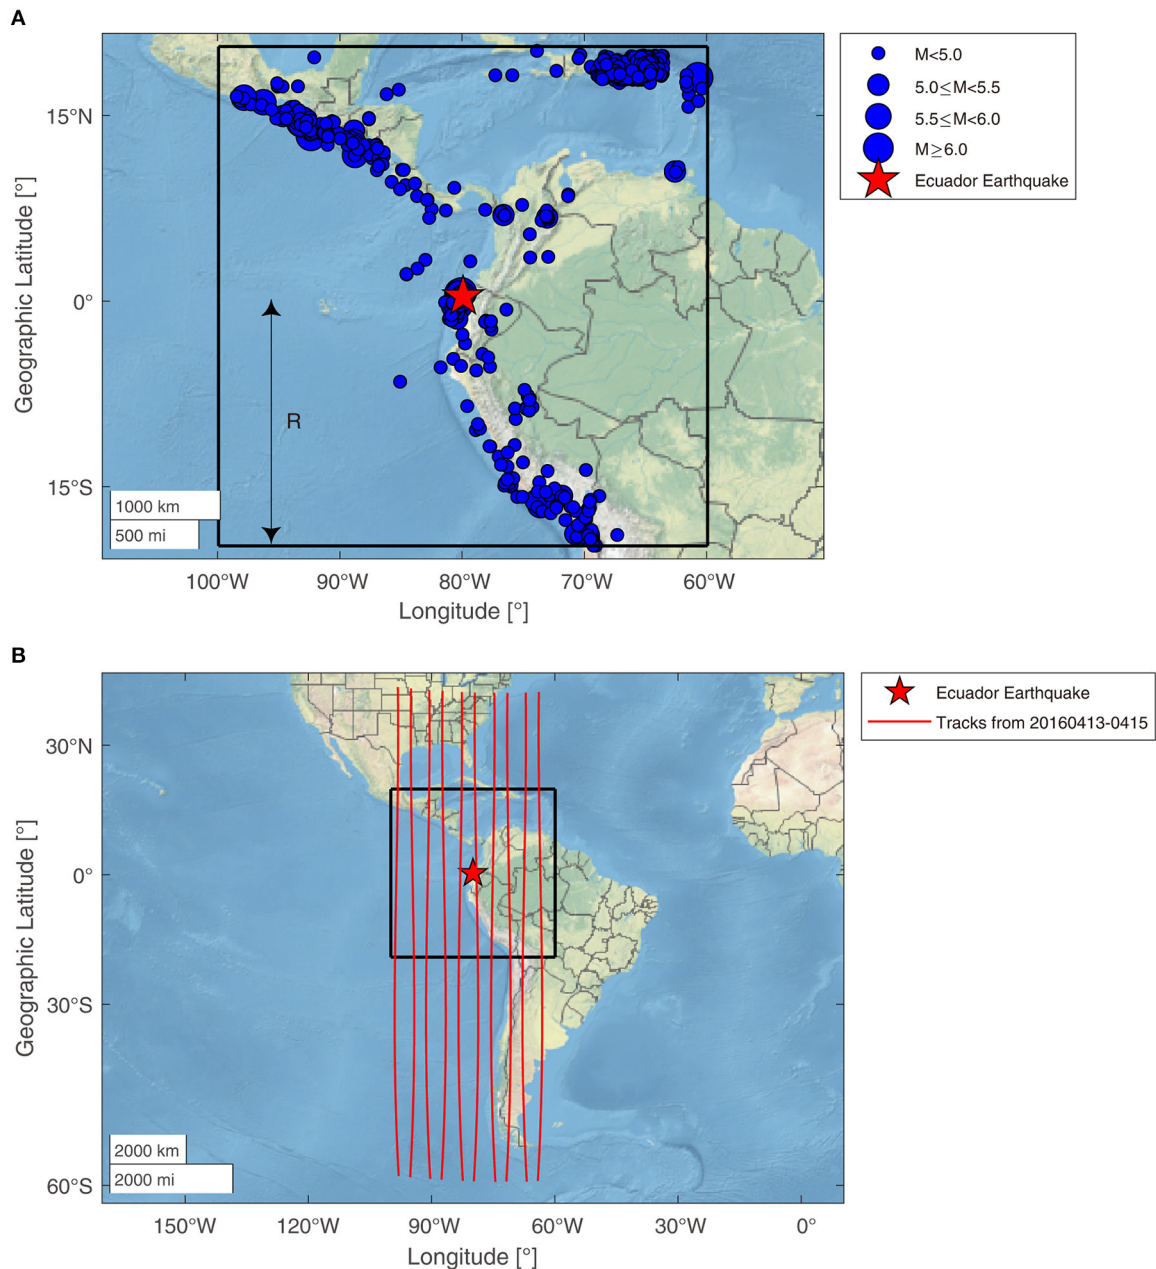 A
M<5.0
5.0≤M<5.5
5.5≤M<6.0
M≥6.0
Ecuador Earthquake
15°N
0°
15°S
Geographic Latitude [°]
R
1000 km
500 mi
100°W
90°W
80°W
70°W
60°W
Longitude [°]
B
Ecuador Earthquake
Tracks from 20160413-0415
30°N
0°
30°S
60°S
Geographic Latitude [°]
2000 km
2000 mi
150°W
120°W
90°W
60°W
30°W
0°
Longitude [°]